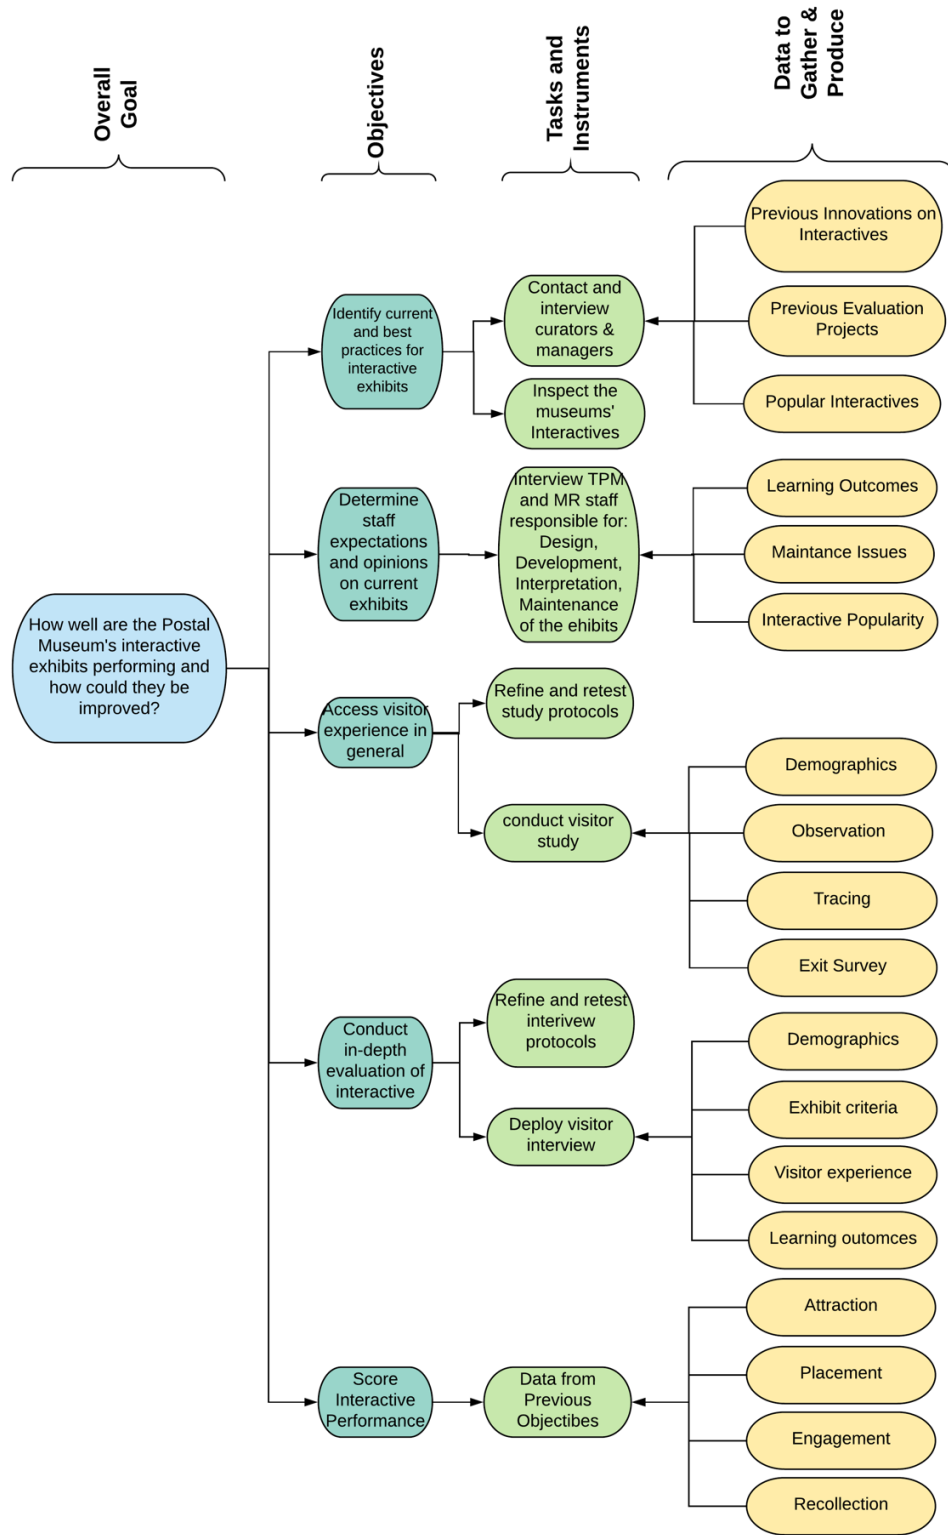 Overall
Goal
Objectives
Tasks and
Instruments
Data to
Gather &
Produce
How well are the Postal
Museum's interactive
exhibits performing and
how could they be
improved?
Identify current
and best
practices for
interactive
exhibits
Contact and
interview
curators &
managers
Inspect the
museums'
Interactives
Previous Innovations on
Interactives
Previous Evaluation
Projects
Popular Interactives
Determine
staff
expectations
and opinions
on current
exhibits
Interview TPM
and MR staff
responsible for:
Design,
Development,
Interpretation,
Maintenance
of the ehibits
Learning Outcomes
Maintance Issues
Interactive Popularity
Access visitor
experience in
general
Refine and retest
study protocols
conduct visitor
study
Demographics
Observation
Tracing
Exit Survey
Conduct
in-depth
evaluation of
interactive
Refine and retest
interivew
protocols
Deploy visitor
interview
Demographics
Exhibit criteria
Visitor experience
Learning outomces
Score
Interactive
Performance
Data from
Previous
Objectibes
Attraction
Placement
Engagement
Recollection